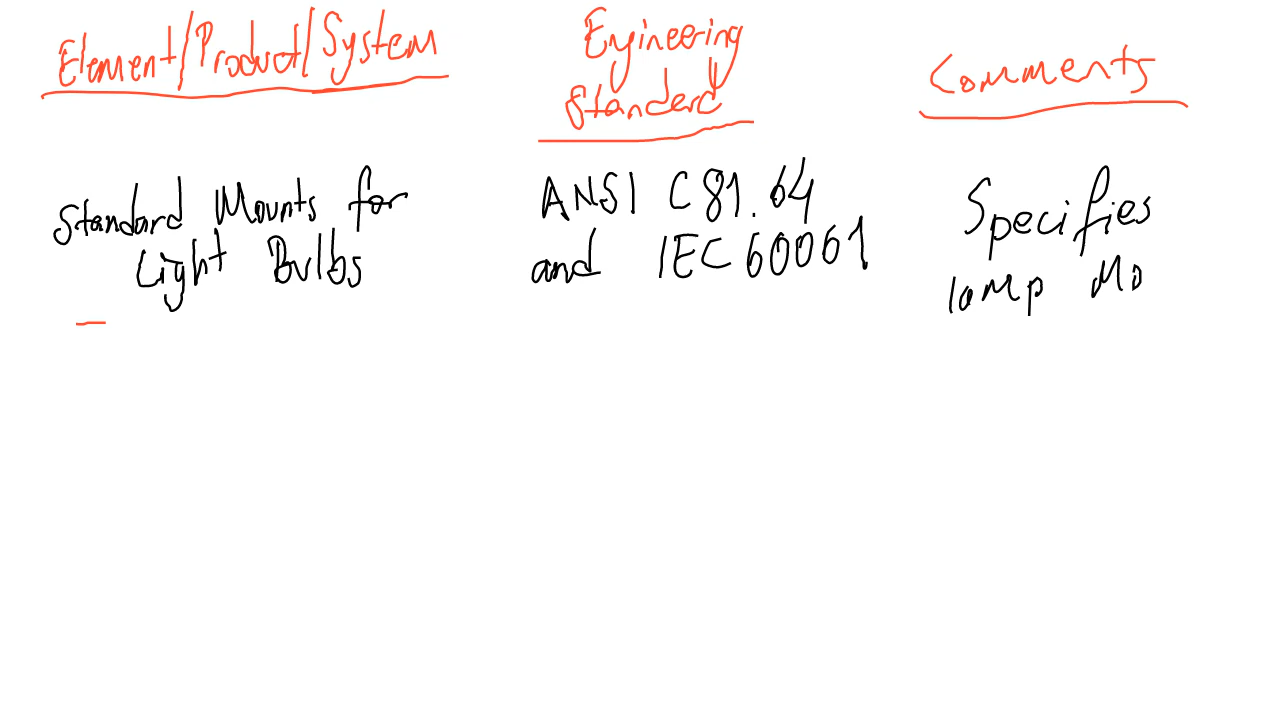 Element/Product/System
Engineering
Standard
Comments
Standard Mounts for
Light Bulbs
ANSI C81.64
and IEC 60061
Specifies
lamp Mo